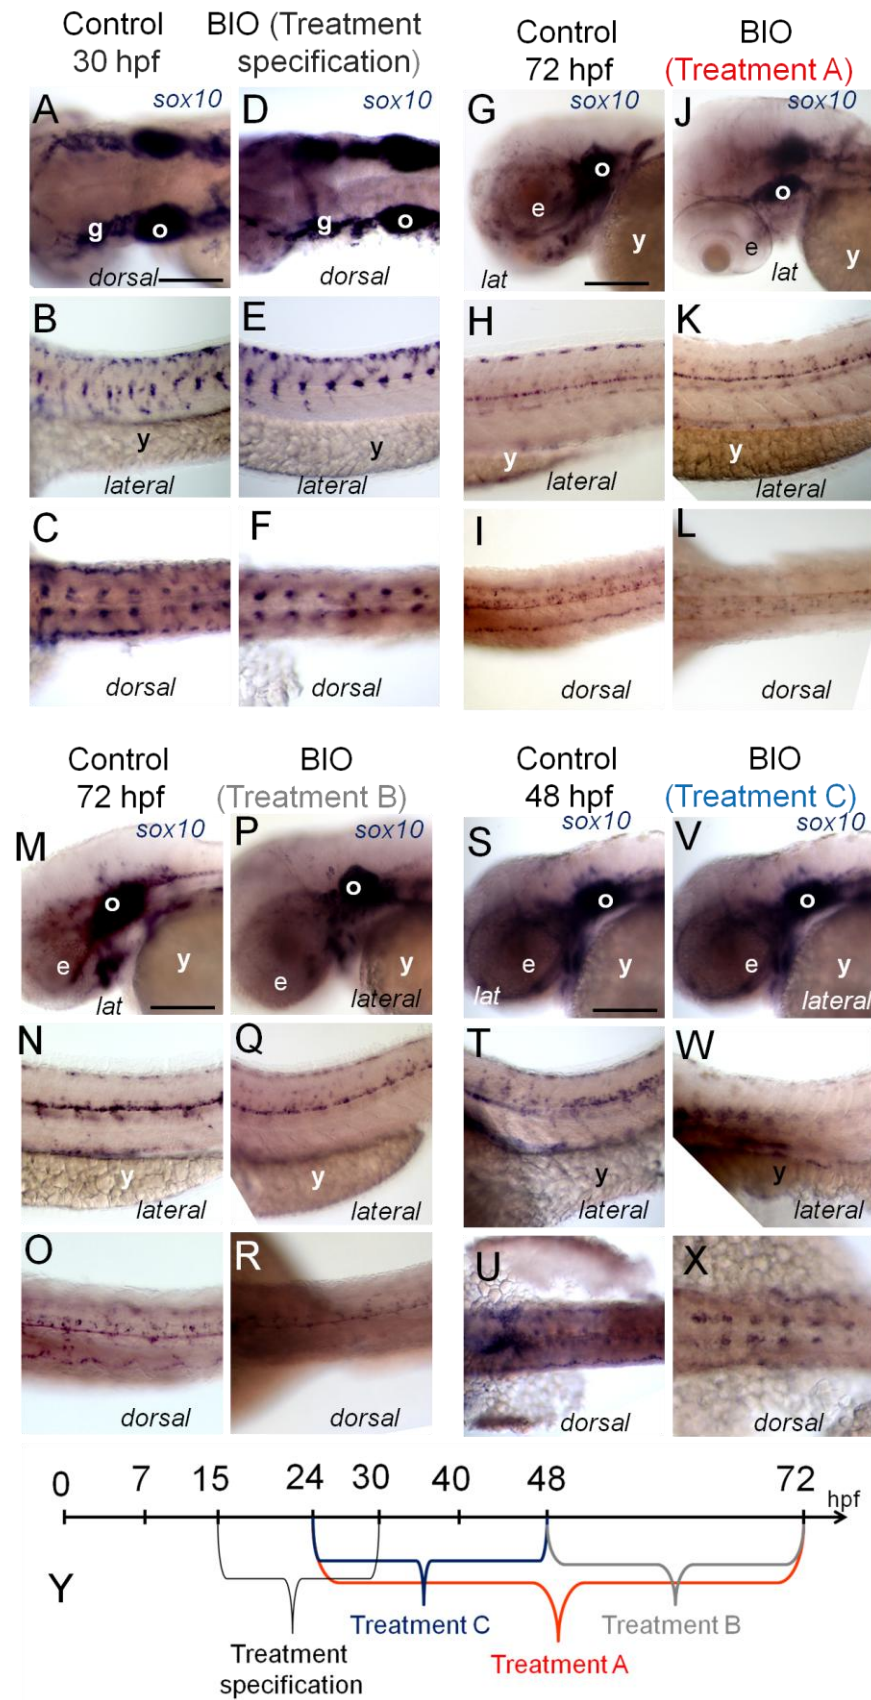 Control
30 hpf
BIO (Treatment
specification)
Control
72 hpf
BIO
(Treatment A)
A
sox10
g
o
dorsal
D
sox10
g
o
dorsal
G
o
e
y
lat
J
sox10
o
e
y
lat
B
y
lateral
E
y
lateral
H
y
lateral
K
y
lateral
C
dorsal
F
dorsal
I
dorsal
L
dorsal
Control
72 hpf
BIO
(Treatment B)
Control
48 hpf
BIO
(Treatment C)
M
sox10
o
e
y
lat
P
o
e
y
lateral
S
sox10
o
e
y
lat
V
sox10
o
e
y
lateral
N
y
lateral
Q
y
lateral
T
y
lateral
W
y
lateral
O
dorsal
R
dorsal
U
dorsal
X
dorsal
0 7 15 24 30 40 48 72 hpf
Y
Treatment C
Treatment B
Treatment
specification
Treatment A